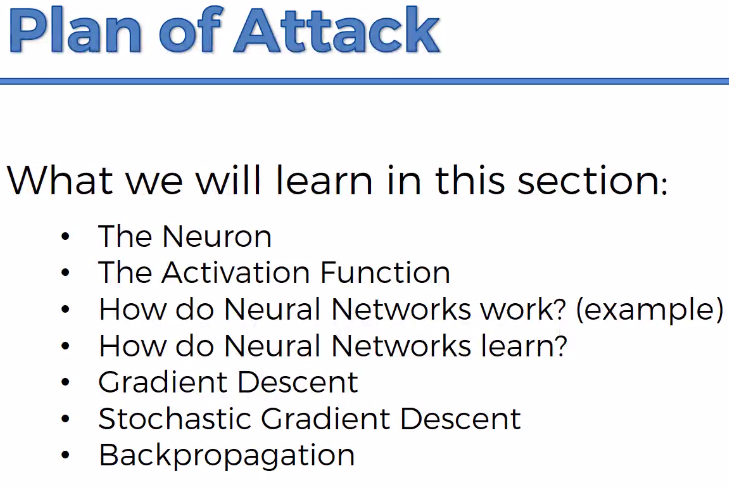 Plan of Attack
What we will learn in this section:
• The Neuron
• The Activation Function
• How do Neural Networks work? (example)
• How do Neural Networks learn?
• Gradient Descent
• Stochastic Gradient Descent
• Backpropagation